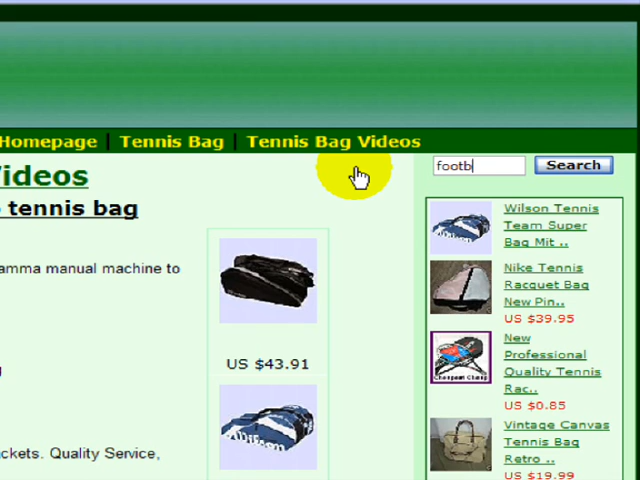 Homepage | Tennis Bag | Tennis Bag Videos
ideos
footb
Search
tennis bag
amma manual machine to
US $43.91
ckets. Quality Service,
Wilson Tennis
Team Super
Bag Mit ..
Nike Tennis
Racquet Bag
New Pin..
US $39.95
New
Professional
Quality Tennis
Rac..
US $0.85
Vintage Canvas
Tennis Bag
Retro ..
US $19.99